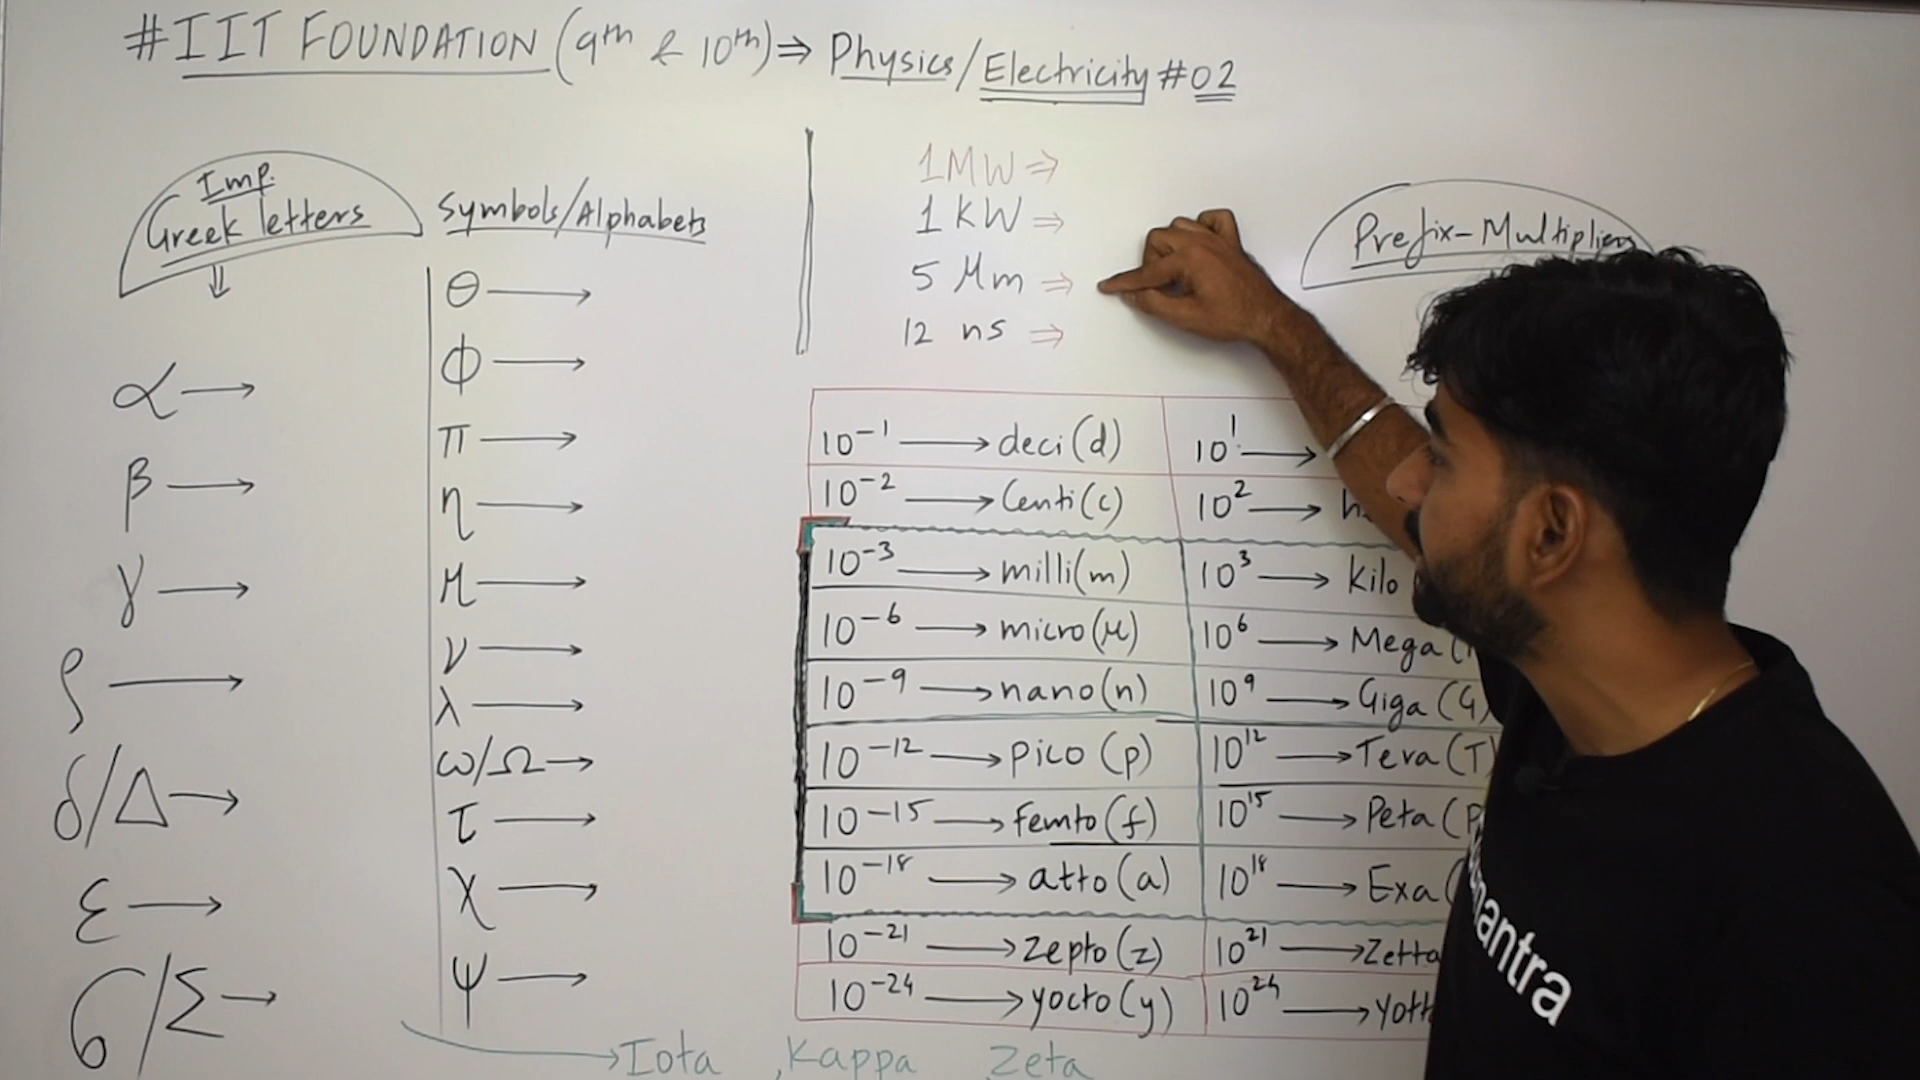 #IIT FOUNDATION (9th & 10th) ⇒ Physics/Electricity #02
Imp.
Greek letters
⇓
α →
β →
γ →
ρ →
δ/Δ →
ε →
σ/Σ →
Symbols/Alphabets
θ →
ϕ →
π →
η →
μ →
ν →
λ →
ω/Ω →
τ →
χ →
ψ →
→ Iota , Kappa Zeta
1MW ⇒
1 KW ⇒
5 μm ⇒
12 ns ⇒
Prefix-Multipliers
10⁻¹ → deci(d) 10¹ →
10⁻² → Centi(c) 10² →
10⁻³ → milli(m) 10³ → Kilo
10⁻⁶ → micro(μ) 10⁶ → Mega (
10⁻⁹ → nano(n) 10⁹ → Giga (G)
10⁻¹² → pico (p) 10¹² → Tera (T)
10⁻¹⁵ → femto(f) 10¹⁵ → Peta (P
10⁻¹⁸ → atto(a) 10¹⁸ → Exa (
10⁻²¹ → zepto(z) 10²¹ → Zetta
10⁻²⁴ → yocto(y) 10²⁴ →